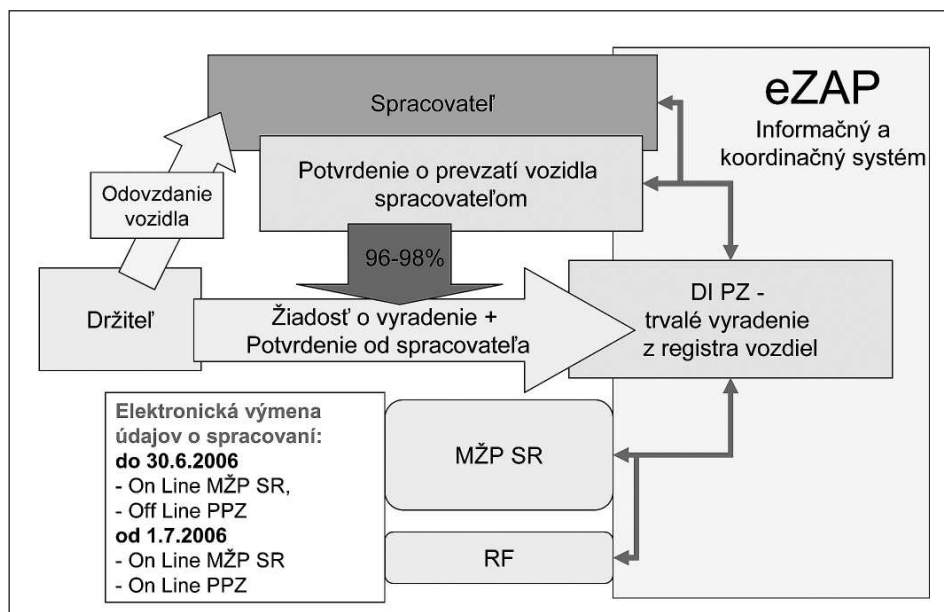 Spracovateľ
eZAP
Informačný a
koordinačný systém
Potvrdenie o prevzatí vozidla
spracovateľom
Odovzdanie
vozidla
96-98%
Držiteľ
Žiadosť o vyradenie +
Potvrdenie od spracovateľa
DI PZ -
trvalé vyradenie
z registra vozdiel
Elektronická výmena
údajov o spracovaní:
do 30.6.2006
- On Line MŽP SR,
- Off Line PPZ
od 1.7.2006
- On Line MŽP SR
- On Line PPZ
MŽP SR
RF